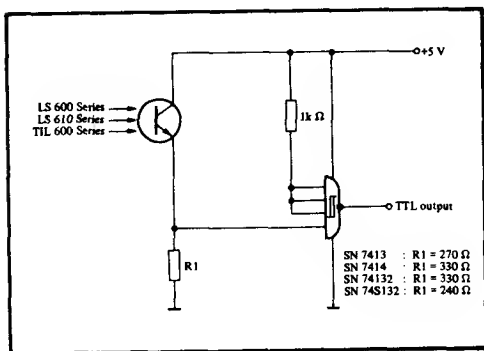 +5 V
LS 600 Series
LS 610 Series
TIL 600 Series
1k Ω
TTL output
R1
SN 7413 : R1 = 270 Ω
SN 7414 : R1 = 330 Ω
SN 74132 : R1 = 330 Ω
SN 74S132 : R1 = 240 Ω